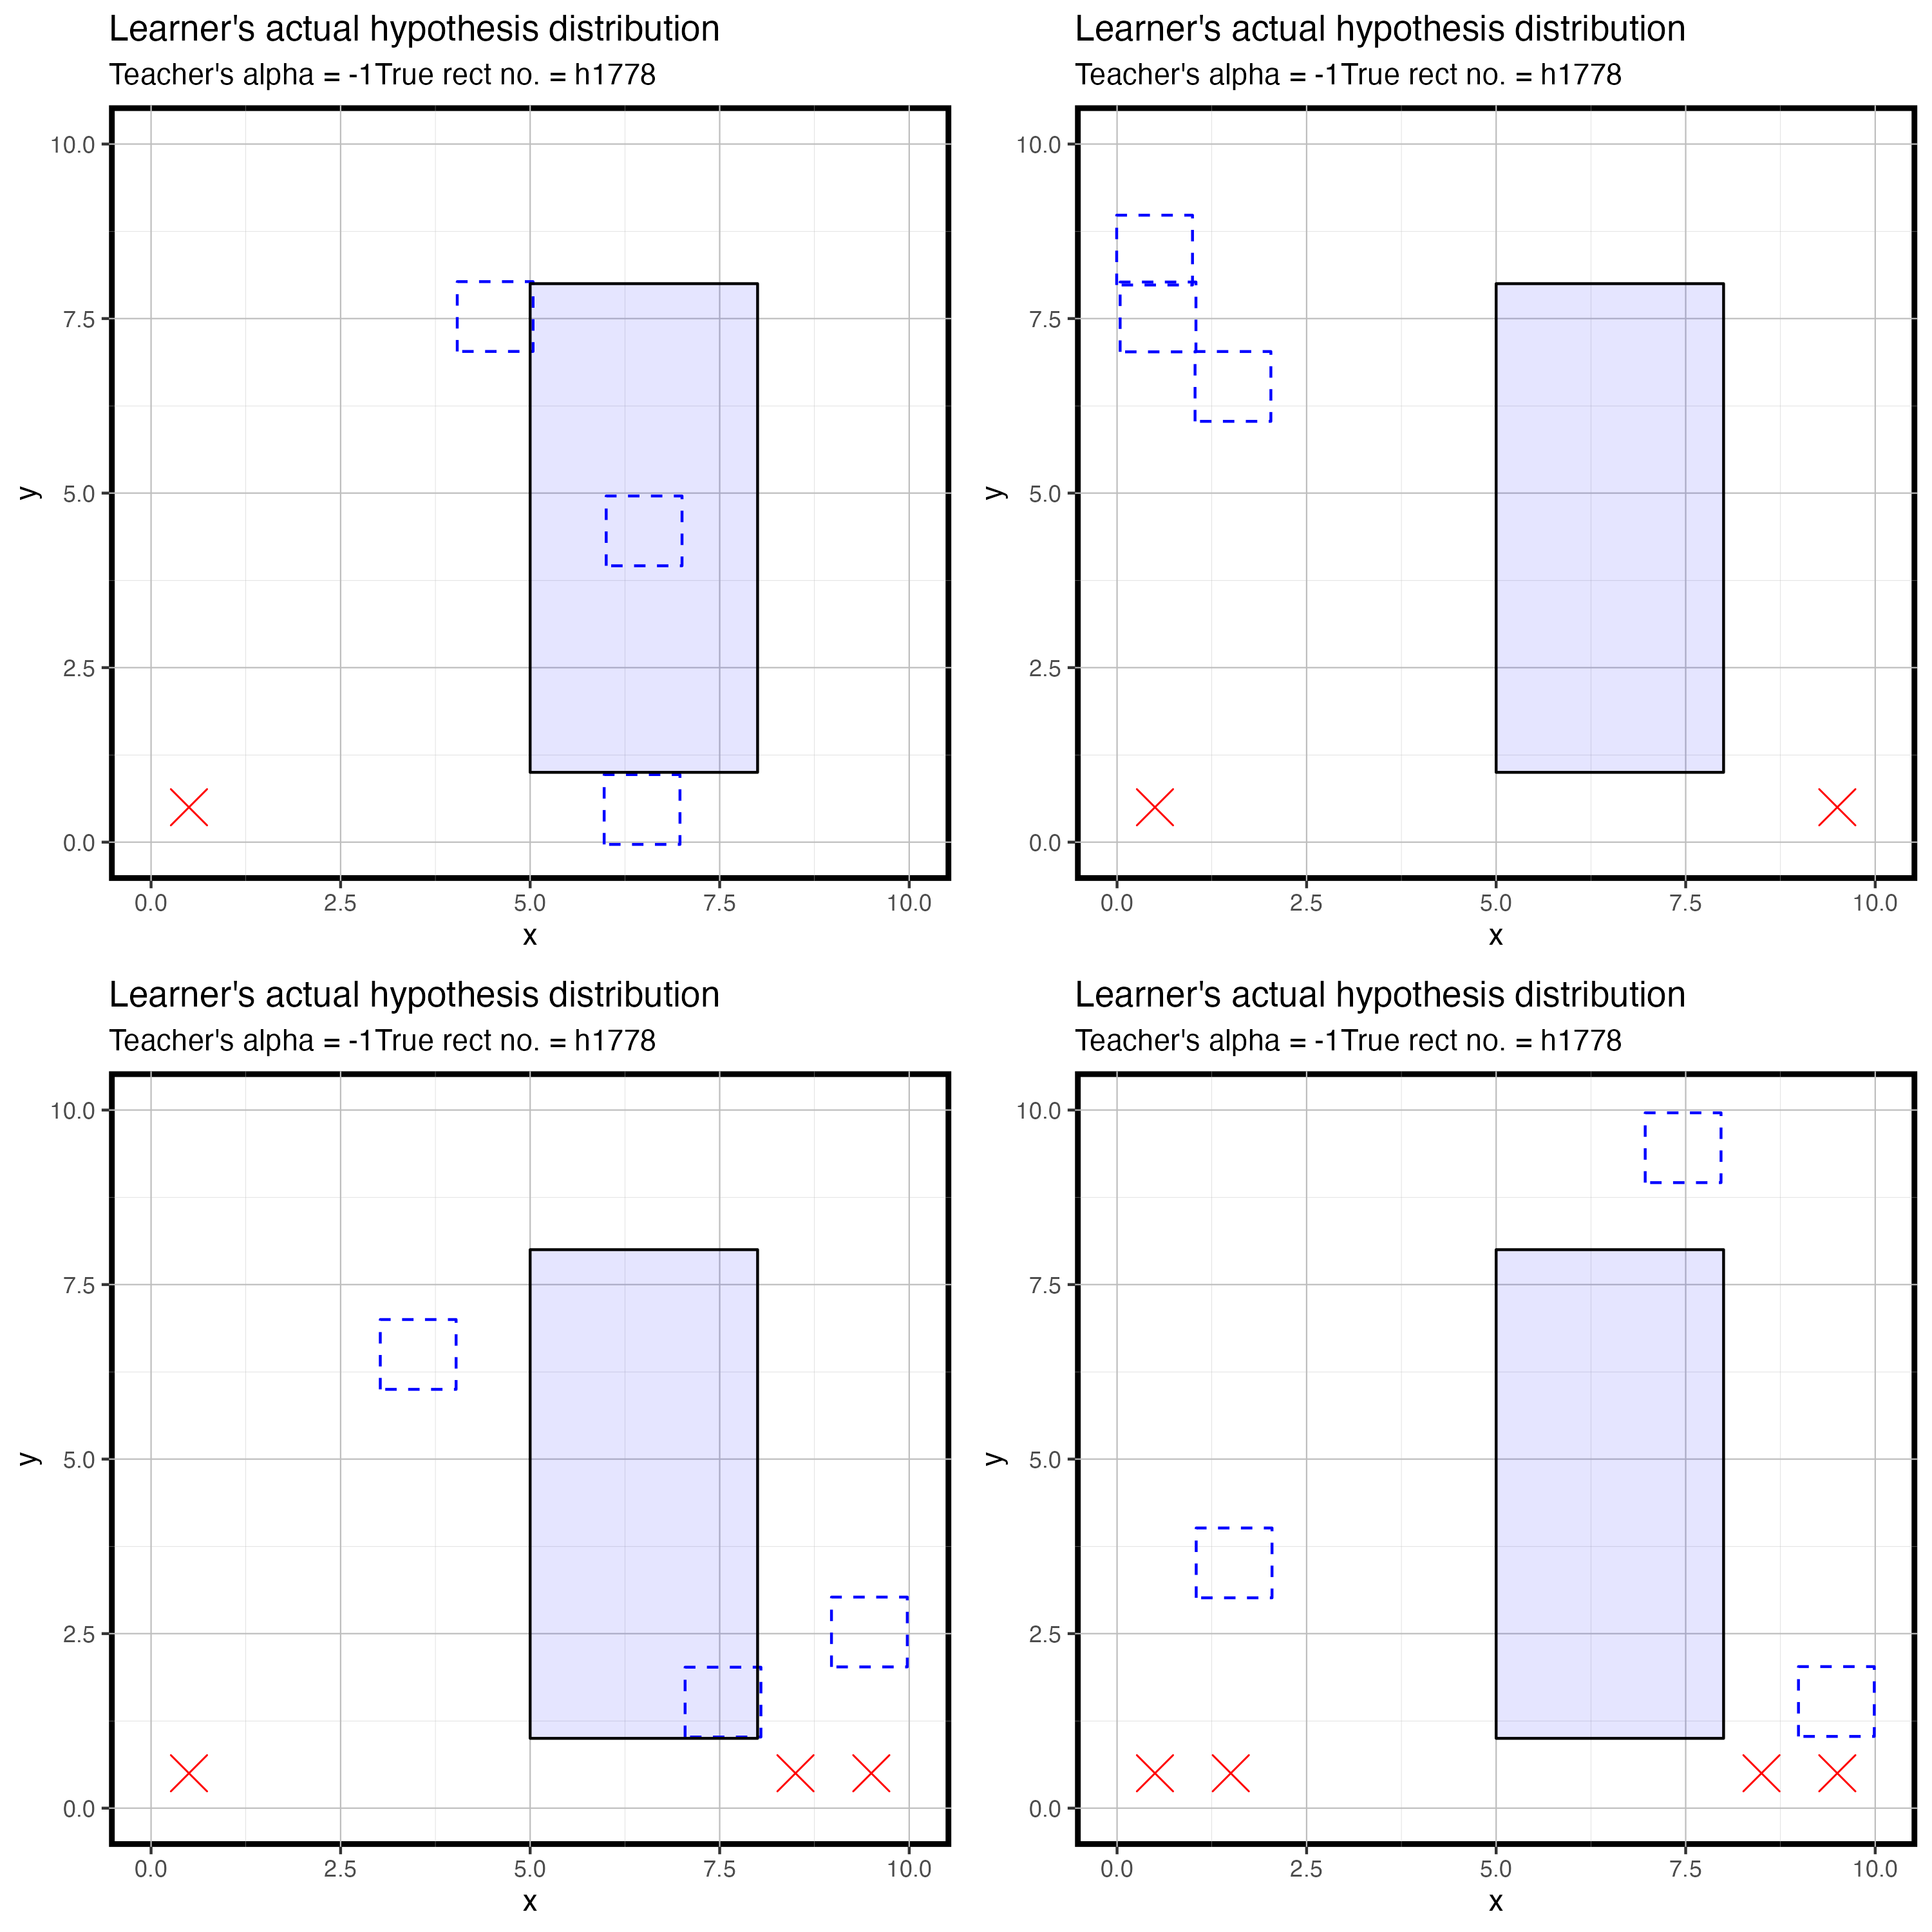 Learner's actual hypothesis distribution
Teacher's alpha = -1True rect no. = h1778
10.0
7.5
5.0
2.5
0.0
y
0.0 2.5 5.0 7.5 10.0
x
Learner's actual hypothesis distribution
Teacher's alpha = -1True rect no. = h1778
10.0
7.5
5.0
2.5
0.0
y
0.0 2.5 5.0 7.5 10.0
x
Learner's actual hypothesis distribution
Teacher's alpha = -1True rect no. = h1778
10.0
7.5
5.0
2.5
0.0
y
0.0 2.5 5.0 7.5 10.0
x
Learner's actual hypothesis distribution
Teacher's alpha = -1True rect no. = h1778
10.0
7.5
5.0
2.5
0.0
y
0.0 2.5 5.0 7.5 10.0
x